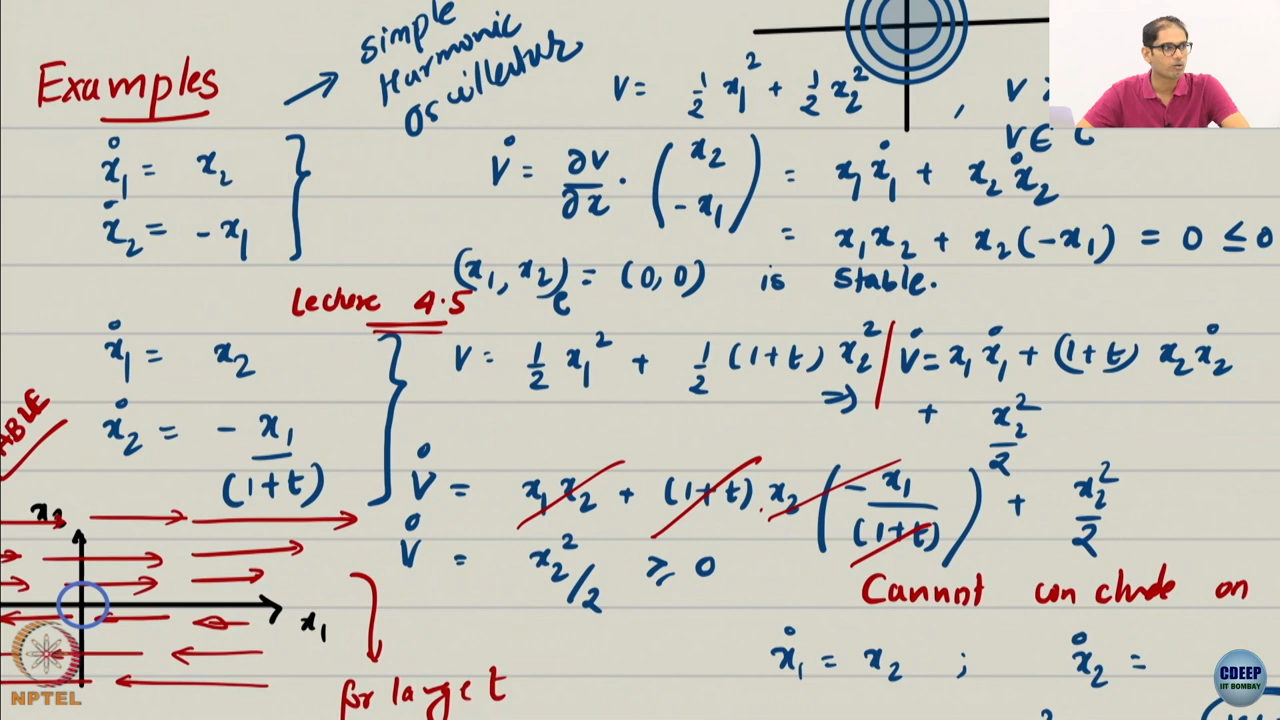 Examples
simple
Harmonic
Oscillator
V = 1/2 x₁² + 1/2 x₂² , V
V ∈ C
ẋ₁ = x₂
ẋ₂ = -x₁
V̇ = ∂V/∂x . (x₂ -x₁) = x₁ẋ₁ + x₂ẋ₂
= x₁x₂ + x₂(-x₁) = 0 ≤ 0
(x₁, x₂)e = (0,0) is stable.
Lecture 4.5
ẋ₁ = x₂
ẋ₂ = - x₁/(1+t)
V = 1/2 x₁² + 1/2 (1+t) x₂² ⇒ V̇ = x₁ẋ₁ + (1+t) x₂ẋ₂
+ x₂²/2
V̇ = x₁x₂ + (1+t). x₂ (-x₁/(1+t)) + x₂²/2
V̇ = x₂²/2 ≥ 0
ABLE
x₂
x₁
for large t
Cannot conclude on
ẋ₁ = x₂ ; ẋ₂ =
NPTEL
CDEEP
IIT BOMBAY